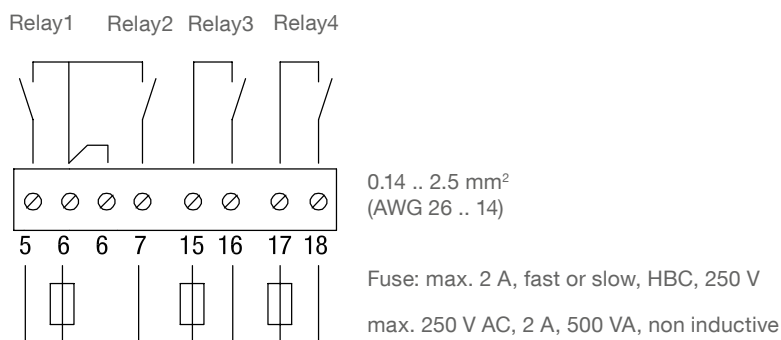 Relay1 Relay2 Relay3 Relay4
0.14 .. 2.5 mm²
(AWG 26 .. 14)
5 6 6 7 15 16 17 18
Fuse: max. 2 A, fast or slow, HBC, 250 V
max. 250 V AC, 2 A, 500 VA, non inductive